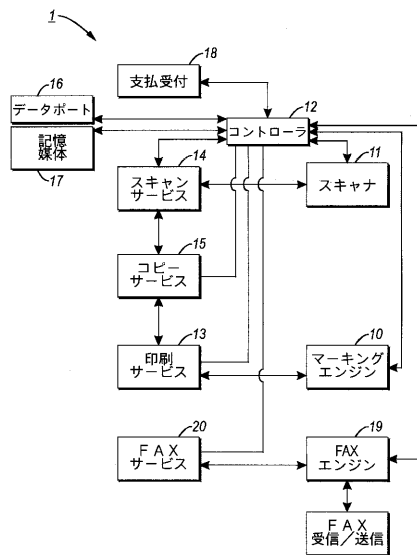 1
18
支払受付
16
データポート
12
コントローラ
17
記憶
媒体
14
スキャン
サービス
11
スキャナ
15
コピー
サービス
13
印刷
サービス
10
マーキング
エンジン
20
FAX
サービス
19
FAX
エンジン
FAX
受信/送信